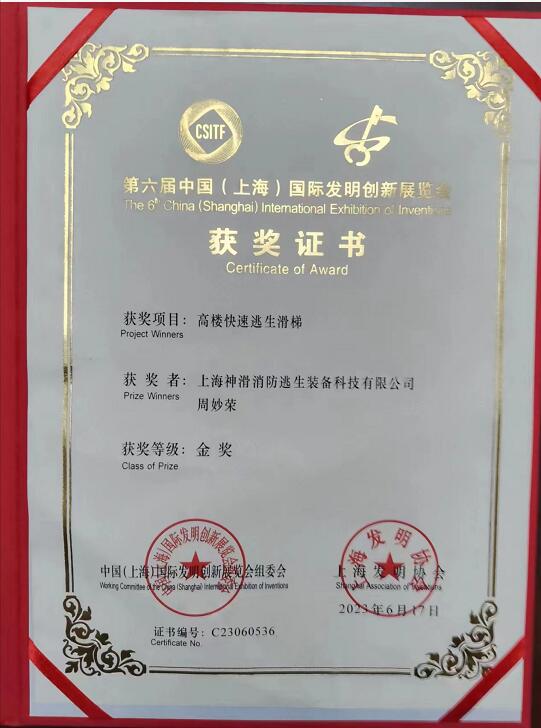 CSITF
第六届中国（上海）国际发明创新展览会
The 6th China (Shanghai) International Exhibition of Inventions
获奖证书
Certificate of Award
获奖项目：高楼快速逃生滑梯
Project Winners
获奖者：上海神滑消防逃生装备科技有限公司
Prize Winners
周妙荣
获奖等级：金奖
Class of Prize
中国（上海）国际发明创新展览会组委会
Working Committee of the China (Shanghai) International Exhibition of Inventions
上海发明协会
Shanghai Association of Inventions
2023年6月17日
证书编号：C23060536
Certificate No.